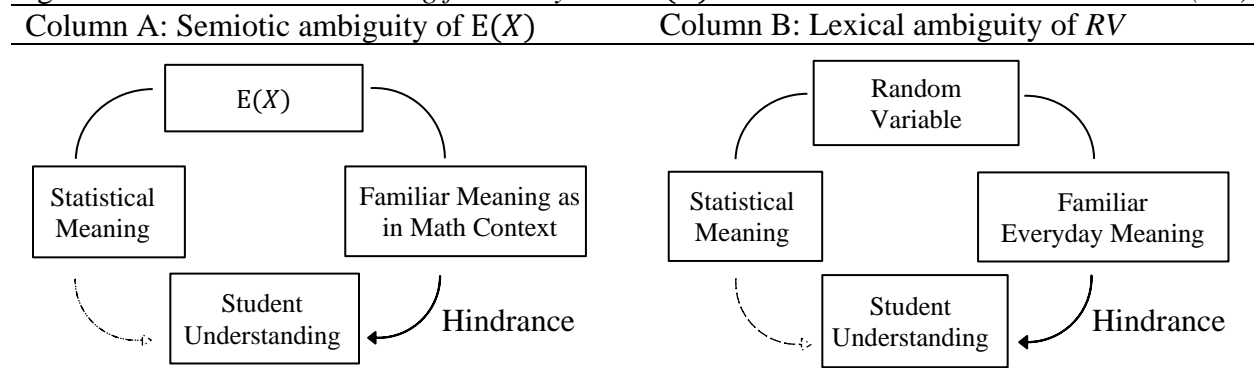 Column A: Semiotic ambiguity of E(X)
Column B: Lexical ambiguity of RV
E(X)
Statistical
Meaning
Familiar Meaning as
in Math Context
Student
Understanding
Hindrance
Random
Variable
Statistical
Meaning
Familiar
Everyday Meaning
Student
Understanding
Hindrance